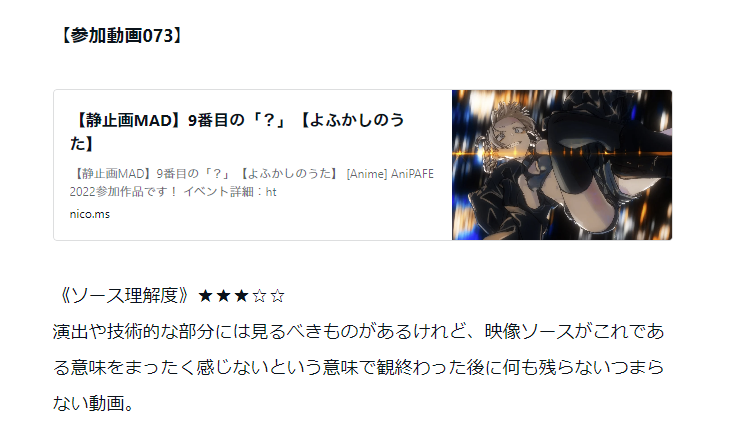 【参加動画073】
【静止画MAD】9番目の「？」【よふかしのう
た】
【静止画MAD】9番目の「？」【よふかしのうた】 [Anime] AniPAFE
2022参加作品です！ イベント詳細：ht
nico.ms
《ソース理解度》★★★☆☆
演出や技術的な部分には見るべきものがあるけれど、映像ソースがこれであ
る意味をまったく感じないという意味で観終わった後に何も残らないつまら
ない動画。